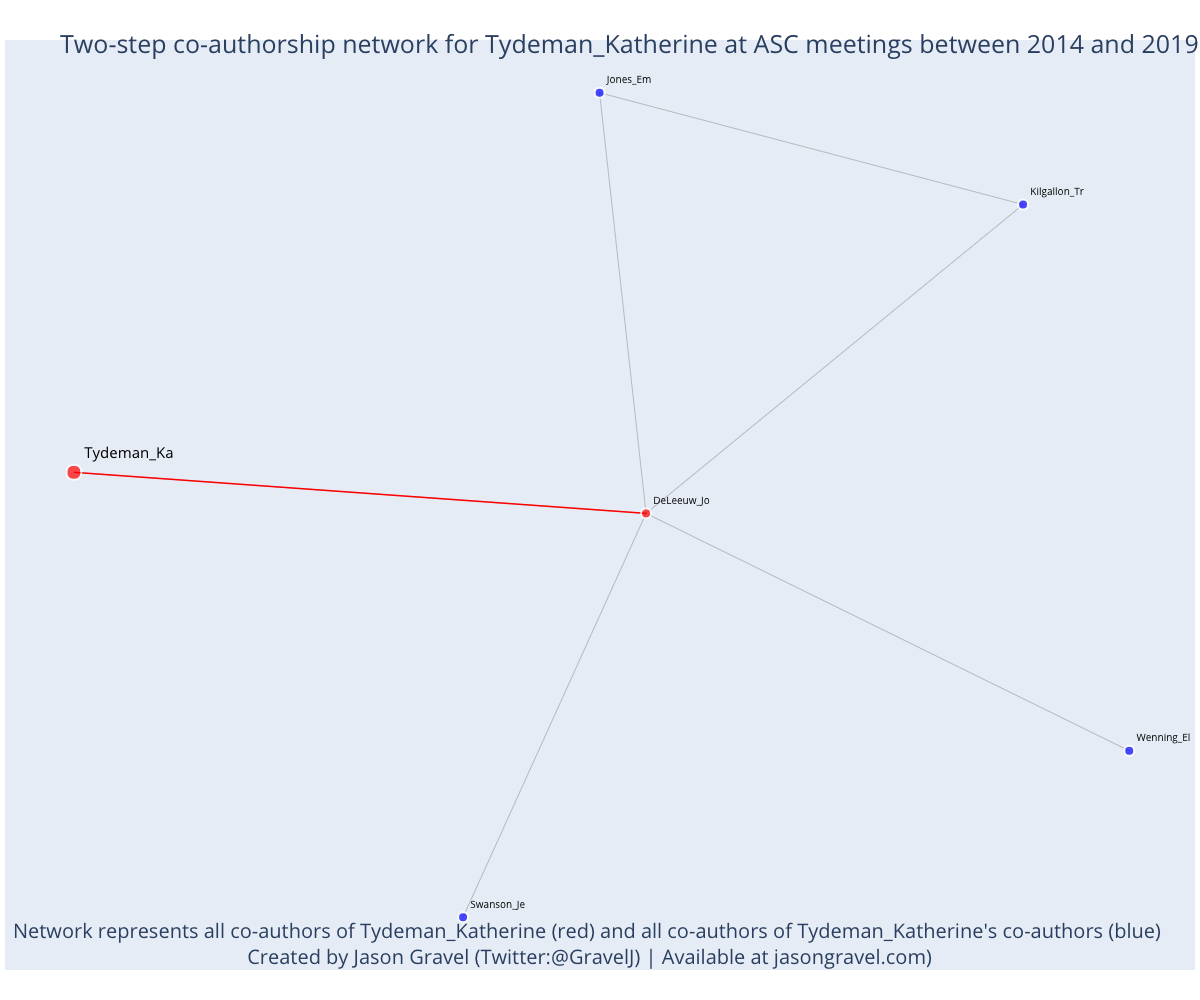 Two-step co-authorship network for Tydeman_Katherine at ASC meetings between 2014 and 2019
Jones_Em
Kilgallon_Tr
Tydeman_Ka
DeLeeuw_Jo
Wenning_El
Swanson_Je
Network represents all co-authors of Tydeman_Katherine (red) and all co-authors of Tydeman_Katherine's co-authors (blue)
Created by Jason Gravel (Twitter:@GravelJ) | Available at jasongravel.com)